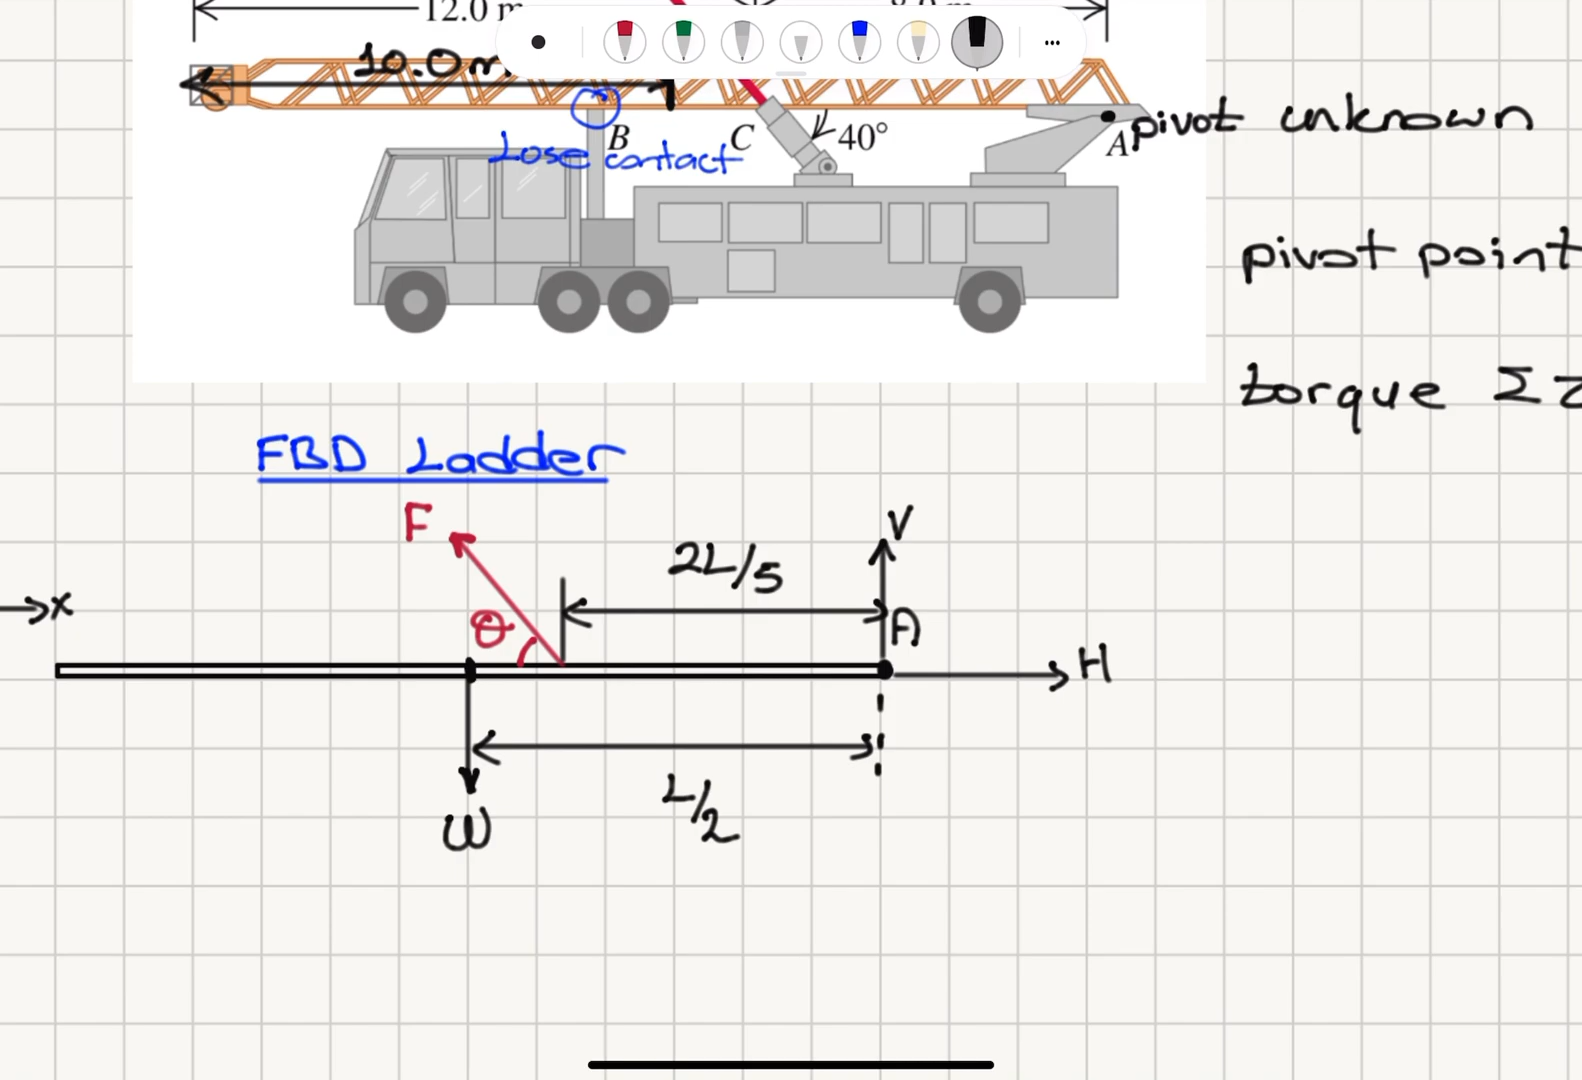 12.0 m
10.0 m
B
C
40°
A
pivot unknown
Lose contact
pivot point
torque Σ
FBD Ladder
F
V
2L/5
x
θ
A
H
L/2
W